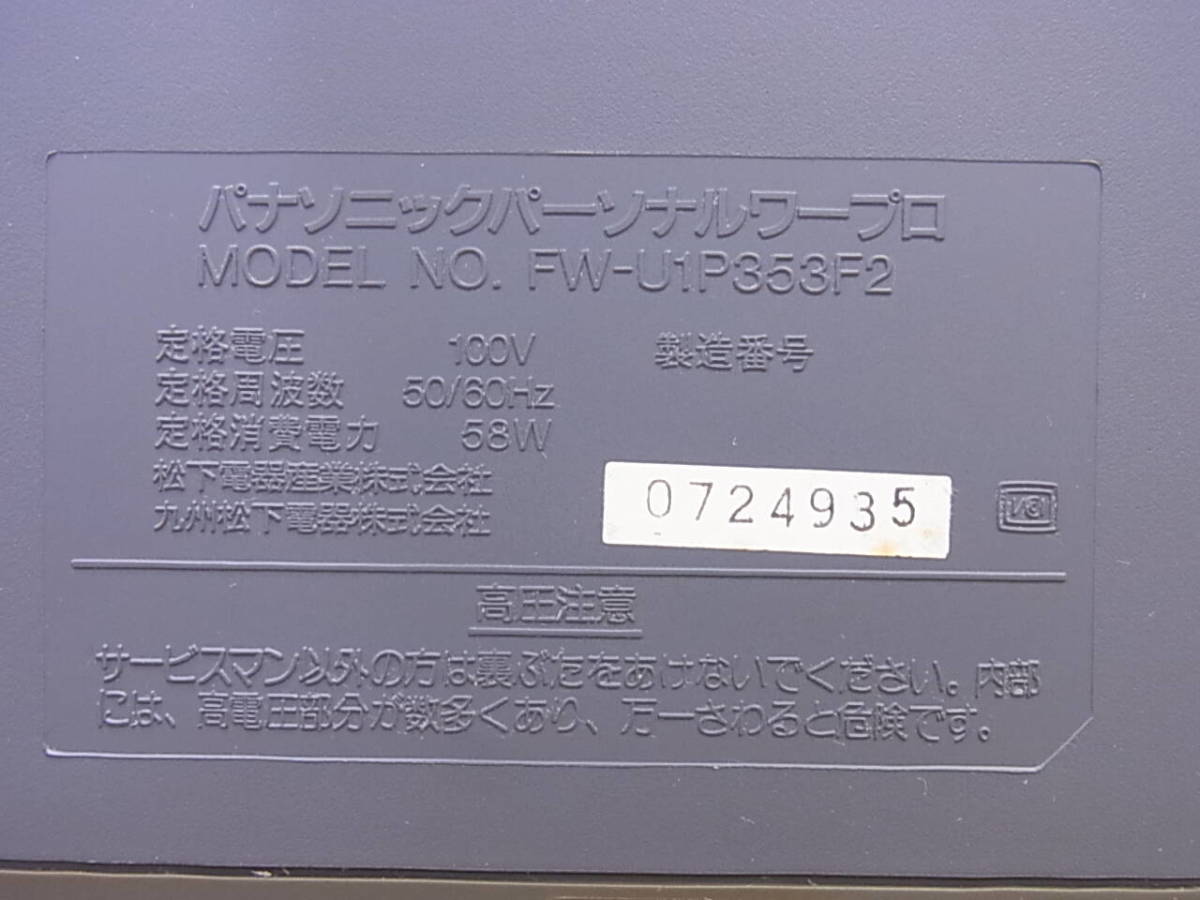 パナソニックパーソナルワープロ
MODEL NO. FW-U1P353F2
定格電圧 100V 製造番号
定格周波数 50/60Hz
定格消費電力 58W
松下電器産業株式会社
九州松下電器株式会社
0724935
高圧注意
サービスマン以外の方は裏ぶたをあけないでください。内部
には、高電圧部分が数多くあり、万一さわると危険です。